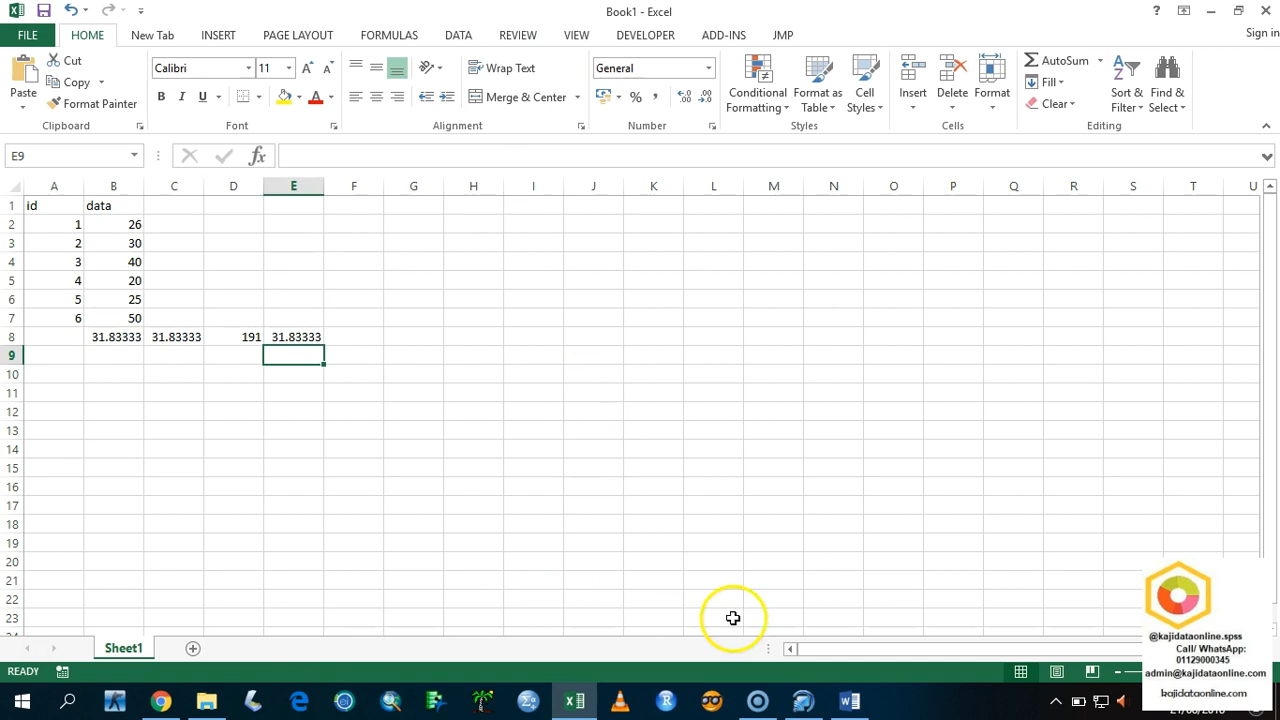 Book1 - Excel
?
Sign in
FILE HOME New Tab INSERT PAGE LAYOUT FORMULAS DATA REVIEW VIEW DEVELOPER ADD-INS JMP
Paste
Cut
Copy
Format Painter
Clipboard
Calibri 11
B I U
Font
Wrap Text
Merge & Center
Alignment
General
%
Number
Conditional Formatting
Format as Table
Cell Styles
Styles
Insert
Delete
Format
Cells
AutoSum
Fill
Clear
Sort & Filter
Find & Select
Editing
E9
fx
A B C D E F G H I J K L M N O P Q R S T U
1 id data
2 1 26
3 2 30
4 3 40
5 4 20
6 5 25
7 6 50
8 31.83333 31.83333 191 31.83333
9
10
11
12
13
14
15
16
17
18
19
20
21
22
23
Sheet1
READY
@kajidataonline.spss
Call/ WhatsApp:
01129000345
admin@kajidataonline.com
kajidataonline.com